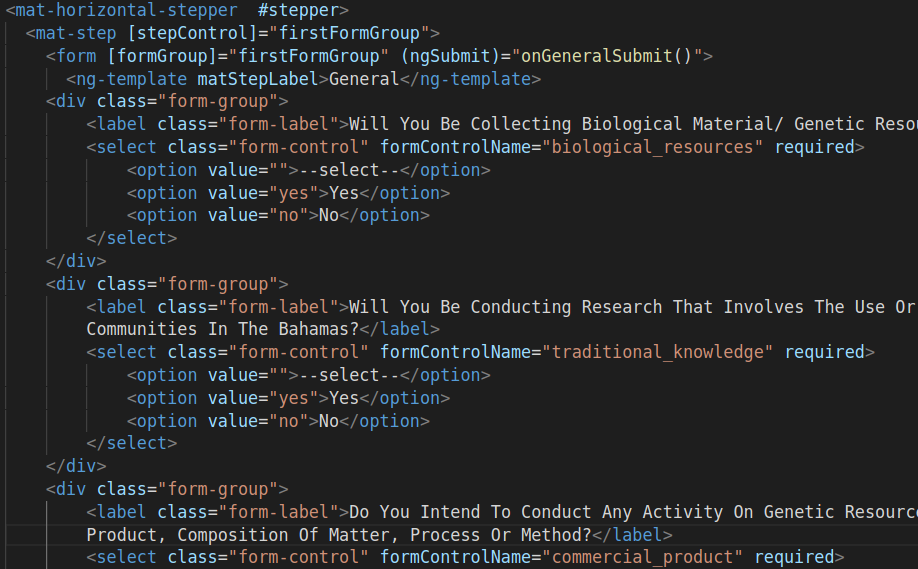 <mat-horizontal-stepper  #stepper>
<mat-step [stepControl]="firstFormGroup">
<form [formGroup]="firstFormGroup" (ngSubmit)="onGeneralSubmit()">
<ng-template matStepLabel>General</ng-template>
<div class="form-group">
<label class="form-label">Will You Be Collecting Biological Material/ Genetic
<select class="form-control" formControlName="biological_resources" required>
<option value="">--select--</option>
<option value="yes">Yes</option>
<option value="no">No</option>
</select>
</div>
<div class="form-group">
<label class="form-label">Will You Be Conducting Research That Involves The Use Or
Communities In The Bahamas?</label>
<select class="form-control" formControlName="traditional_knowledge" required>
<option value="">--select--</option>
<option value="yes">Yes</option>
<option value="no">No</option>
</select>
</div>
<div class="form-group">
<label class="form-label">Do You Intend To Conduct Any Activity On Genetic
Product, Composition Of Matter, Process Or Method?</label>
<select class="form-control" formControlName="commercial_product" required>